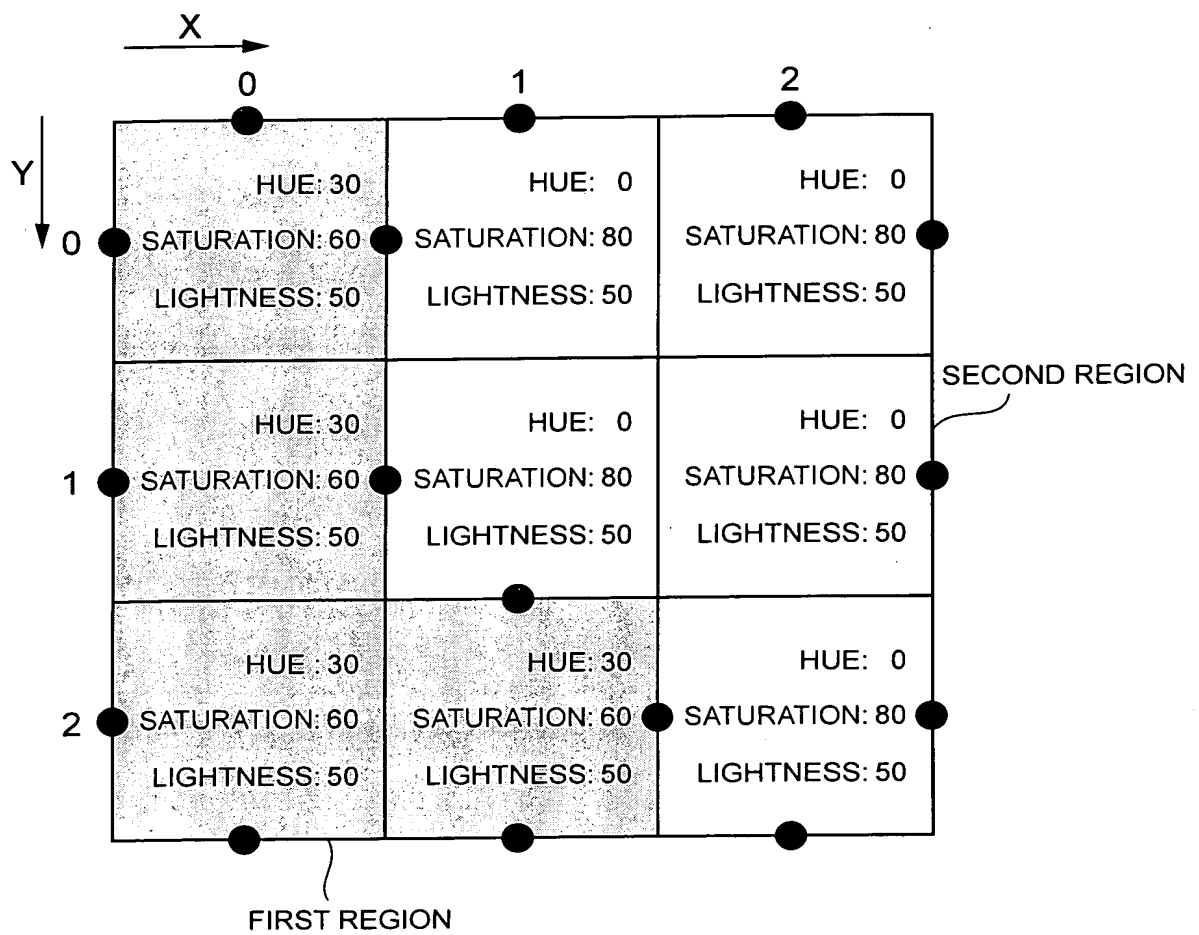 X
0 1 2
Y
HUE: 30 HUE: 0 HUE: 0
0 SATURATION: 60 SATURATION: 80 SATURATION: 80
LIGHTNESS: 50 LIGHTNESS: 50 LIGHTNESS: 50
SECOND REGION
HUE: 30 HUE: 0 HUE: 0
1 SATURATION: 60 SATURATION: 80 SATURATION: 80
LIGHTNESS: 50 LIGHTNESS: 50 LIGHTNESS: 50
HUE : 30 HUE: 30 HUE: 0
2 SATURATION: 60 SATURATION: 60 SATURATION: 80
LIGHTNESS: 50 LIGHTNESS: 50 LIGHTNESS: 50
FIRST REGION